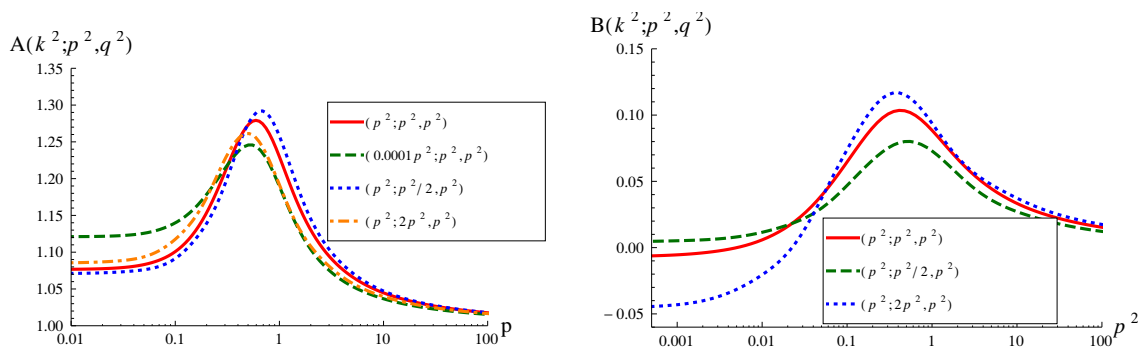 A(k²;p²,q²)
1.35
1.30
1.25
1.20
1.15
1.10
1.05
1.00
0.01
0.1
1
10
100
p
(p²;p²,p²)
(0.0001p²;p²,p²)
(p²;p²/2,p²)
(p²;2p²,p²)
B(k²;p²,q²)
0.15
0.10
0.05
0.00
−0.05
0.001
0.01
0.1
1
10
100
p²
(p²;p²,p²)
(p²;p²/2,p²)
(p²;2p²,p²)